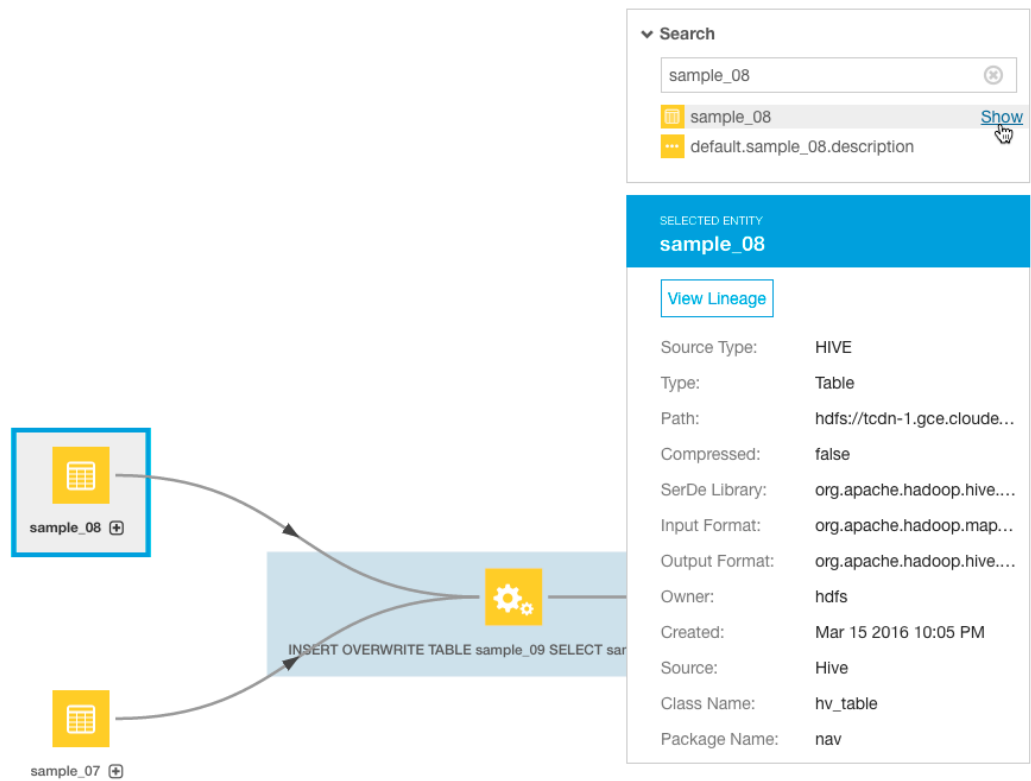 Search
sample_08
sample_08 Show
default.sample_08.description
SELECTED ENTITY
sample_08
View Lineage
Source Type: HIVE
Type: Table
Path: hdfs://tcdn-1.gce.cloude...
Compressed: false
SerDe Library: org.apache.hadoop.hive....
Input Format: org.apache.hadoop.map...
Output Format: org.apache.hadoop.hive....
Owner: hdfs
Created: Mar 15 2016 10:05 PM
Source: Hive
Class Name: hv_table
Package Name: nav
sample_08
INSERT OVERWRITE TABLE sample_09 SELECT sar
sample_07